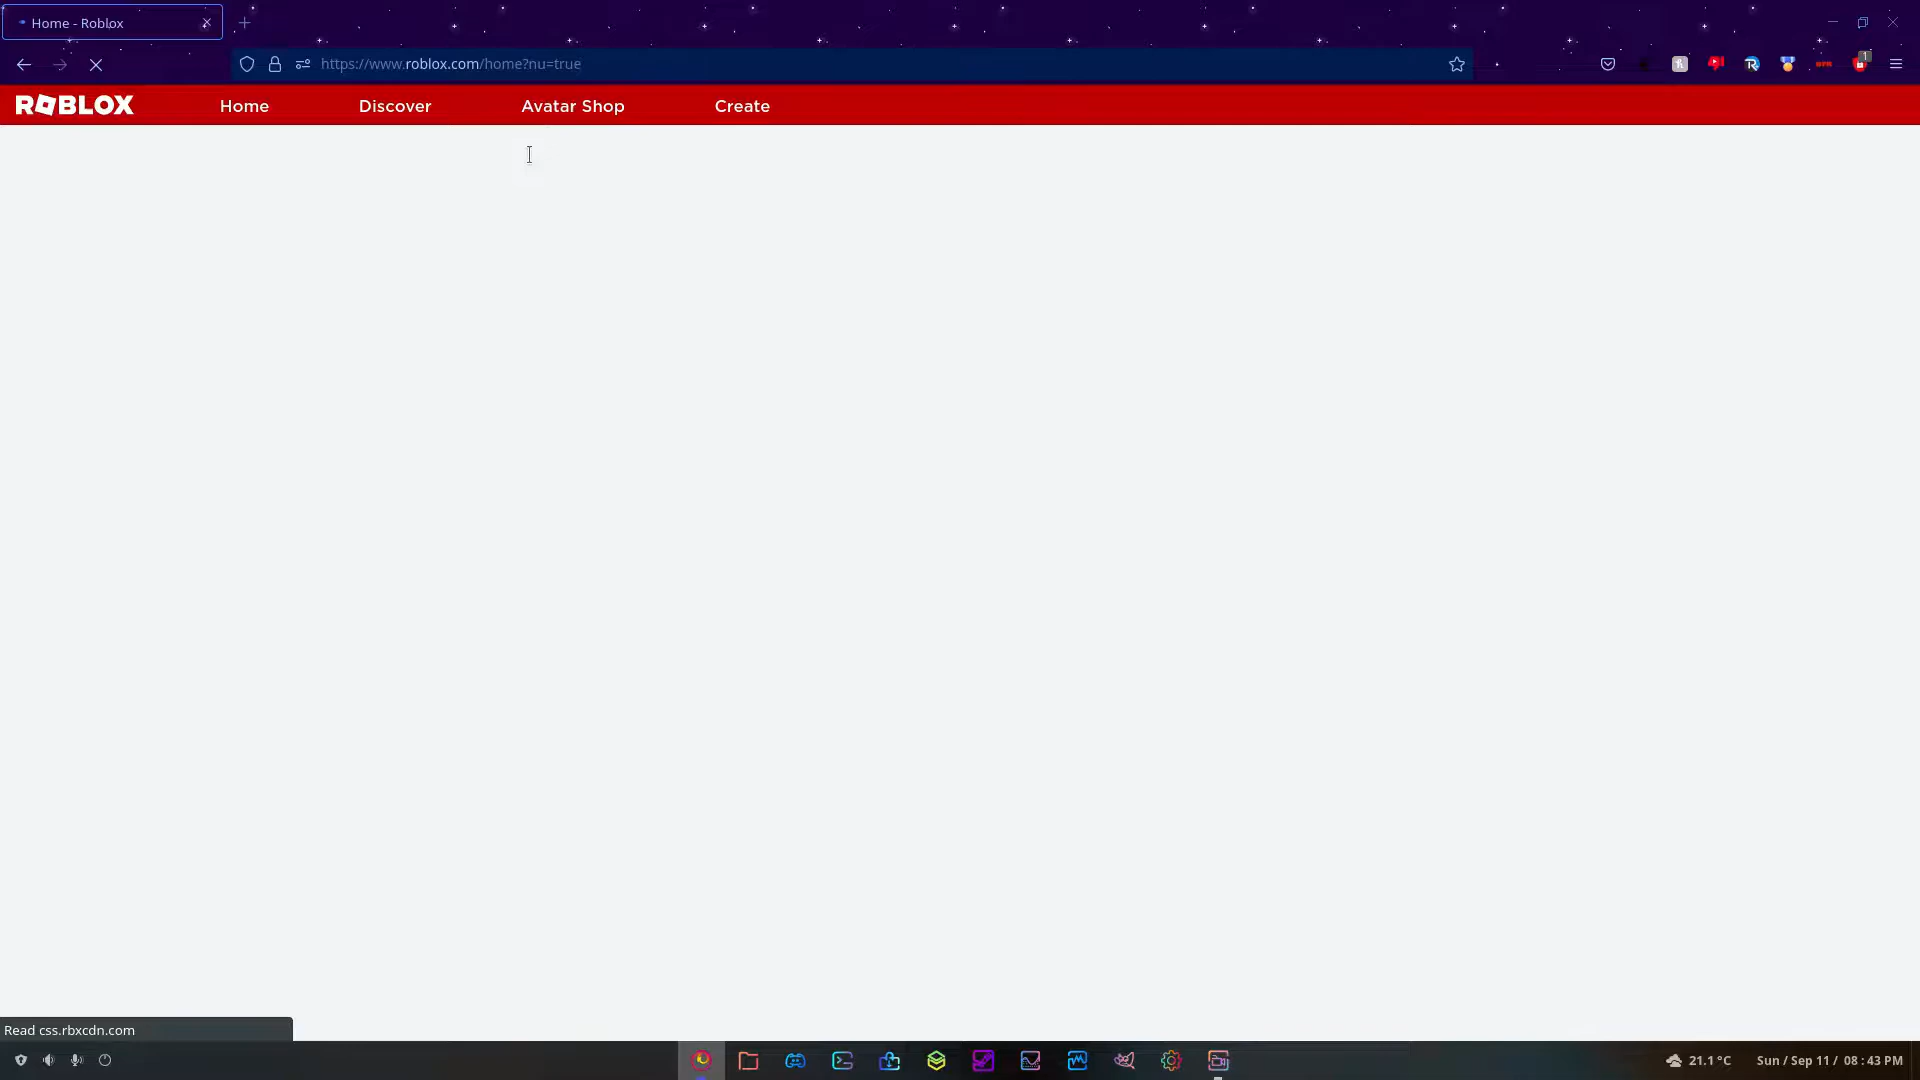 Home - Roblox
https://www.roblox.com/home?nu=true
1
ROBLOX
Home
Discover
Avatar Shop
Create
Read css.rbxcdn.com
21.1 °C
Sun / Sep 11 / 08 : 43 PM